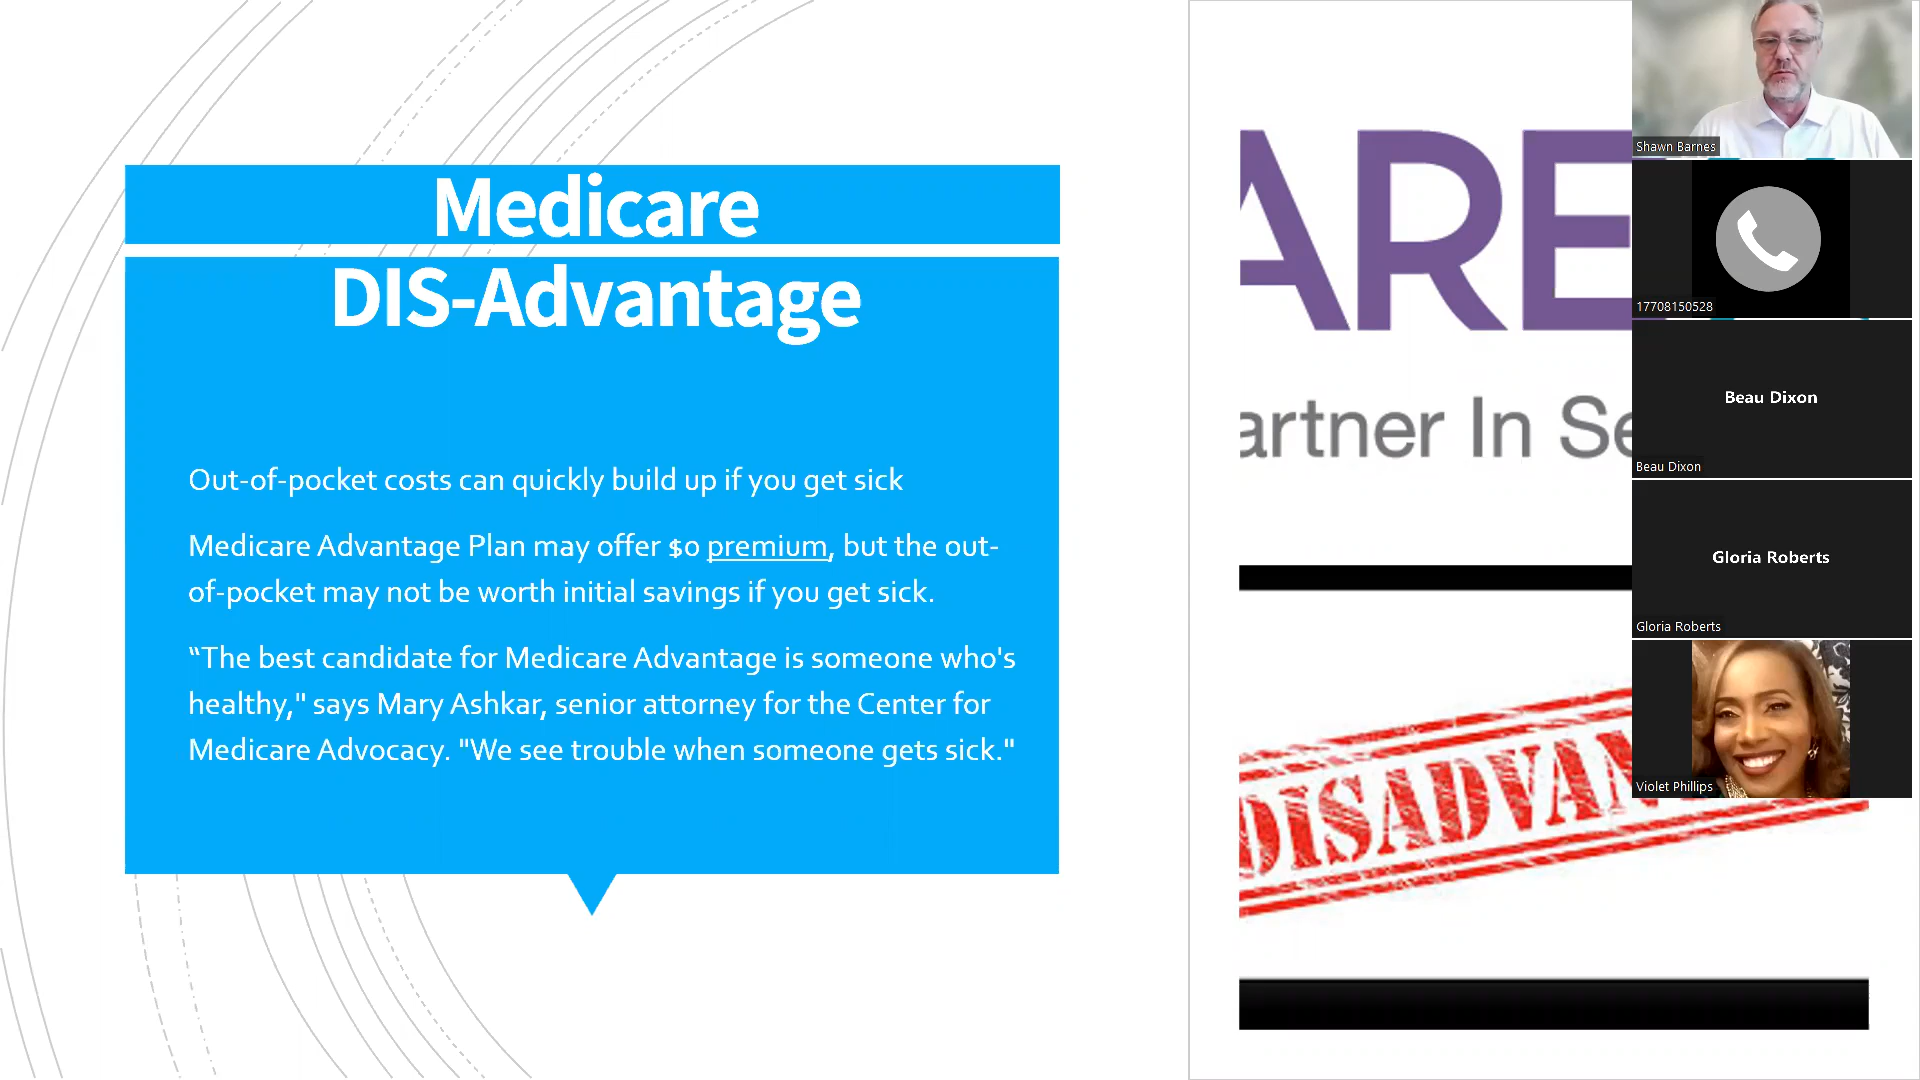 Medicare
DIS-Advantage
Out-of-pocket costs can quickly build up if you get sick
Medicare Advantage Plan may offer $0 premium, but the out-
of-pocket may not be worth initial savings if you get sick.
“The best candidate for Medicare Advantage is someone who's
healthy," says Mary Ashkar, senior attorney for the Center for
Medicare Advocacy. "We see trouble when someone gets sick."
ARE
artner In Se
DISADVAN
Shawn Barnes
17708150528
Beau Dixon
Beau Dixon
Gloria Roberts
Gloria Roberts
Violet Phillips